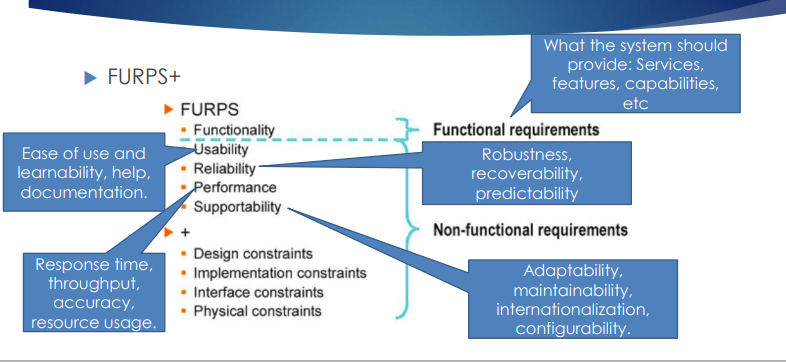 FURPS+
What the system should
provide: Services,
features, capabilities,
etc
FURPS
Functionality
Functional requirements
Usability
Reliability
Performance
Supportability
Ease of use and
learnability, help,
documentation.
Robustness,
recoverability,
predictability
+
Non-functional requirements
Design constraints
Implementation constraints
Interface constraints
Physical constraints
Response time,
throughput,
accuracy,
resource usage.
Adaptability,
maintainability,
internationalization,
configurability.